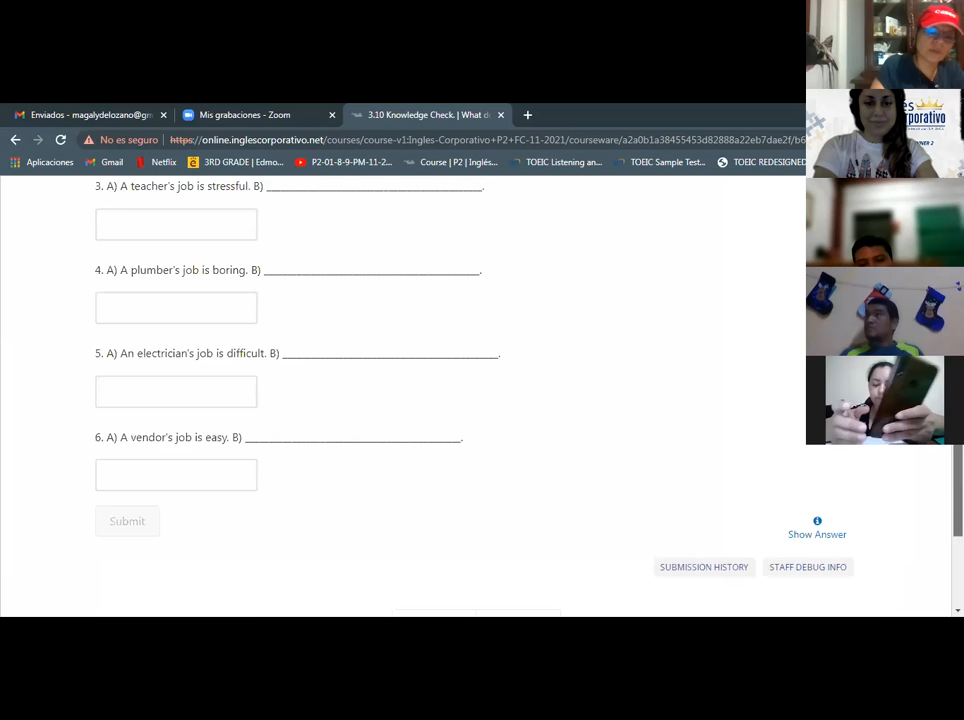 Enviados - magalydelozano@gm
Mis grabaciones - Zoom
3.10 Knowledge Check. | What d
No es seguro | https://online.inglescorporativo.net/courses/course-v1:Ingles-Corporativo+P2+FC-11-2021/courseware/a2a0b1a38455453d82888a22eb7dae2f/b6
Aplicaciones
Gmail
Netflix
3RD GRADE | Edmo...
P2-01-8-9-PM-11-2...
Course | P2 | Inglés...
TOEIC Listening an...
TOEIC Sample Test...
TOEIC REDESIGNED
3. A) A teacher's job is stressful. B) ____________________.
4. A) A plumber's job is boring. B) ____________________.
5. A) An electrician's job is difficult. B) ____________________.
6. A) A vendor's job is easy. B) ____________________.
Submit
Show Answer
SUBMISSION HISTORY
STAFF DEBUG INFO